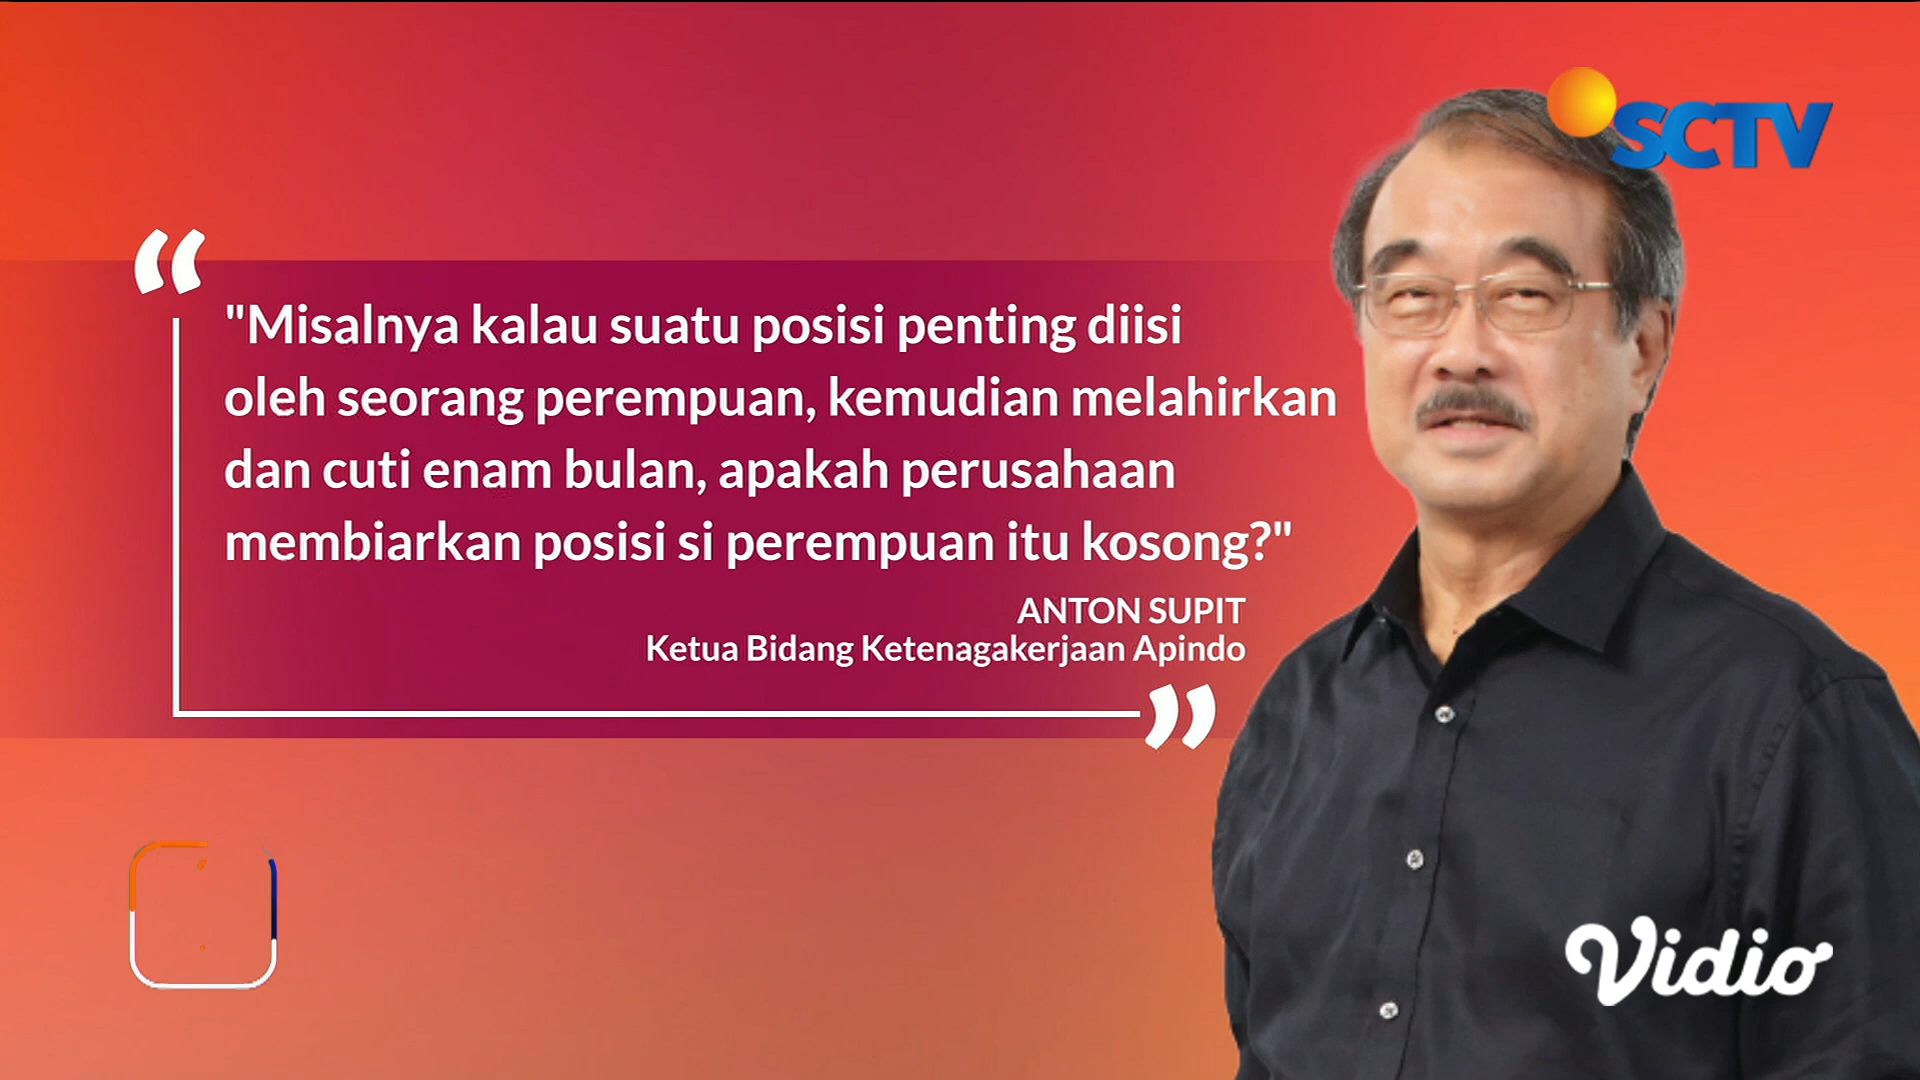 SCTV
"Misalnya kalau suatu posisi penting diisi
oleh seorang perempuan, kemudian melahirkan
dan cuti enam bulan, apakah perusahaan
membiarkan posisi si perempuan itu kosong?"
ANTON SUPIT
Ketua Bidang Ketenagakerjaan Apindo
Vidio